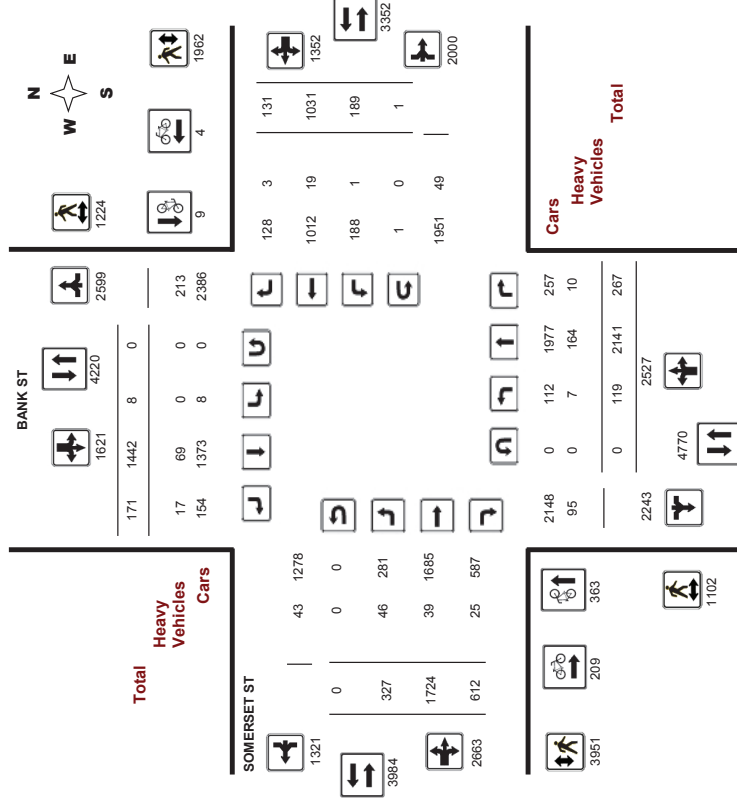 N
W E
S
BANK ST
1224
1962
9
4
1621
4220
2599
171 1442 8 0
17 69 0 0 213
154 1373 8 0 2386
Total
Heavy
Vehicles
Cars
SOMERSET ST
1321
3984
2663
43 1278
0 0 0
327 46 281
1724 39 1685
612 25 587
128 3 131
1012 19 1031
188 1 189
1 0 1
1951 49
1352
3352
2000
Cars
Heavy
Vehicles
Total
2148 0 112 1977 257
95 0 7 164 10
0 119 2141 267
2243
4770
2527
3951
209
363
1102